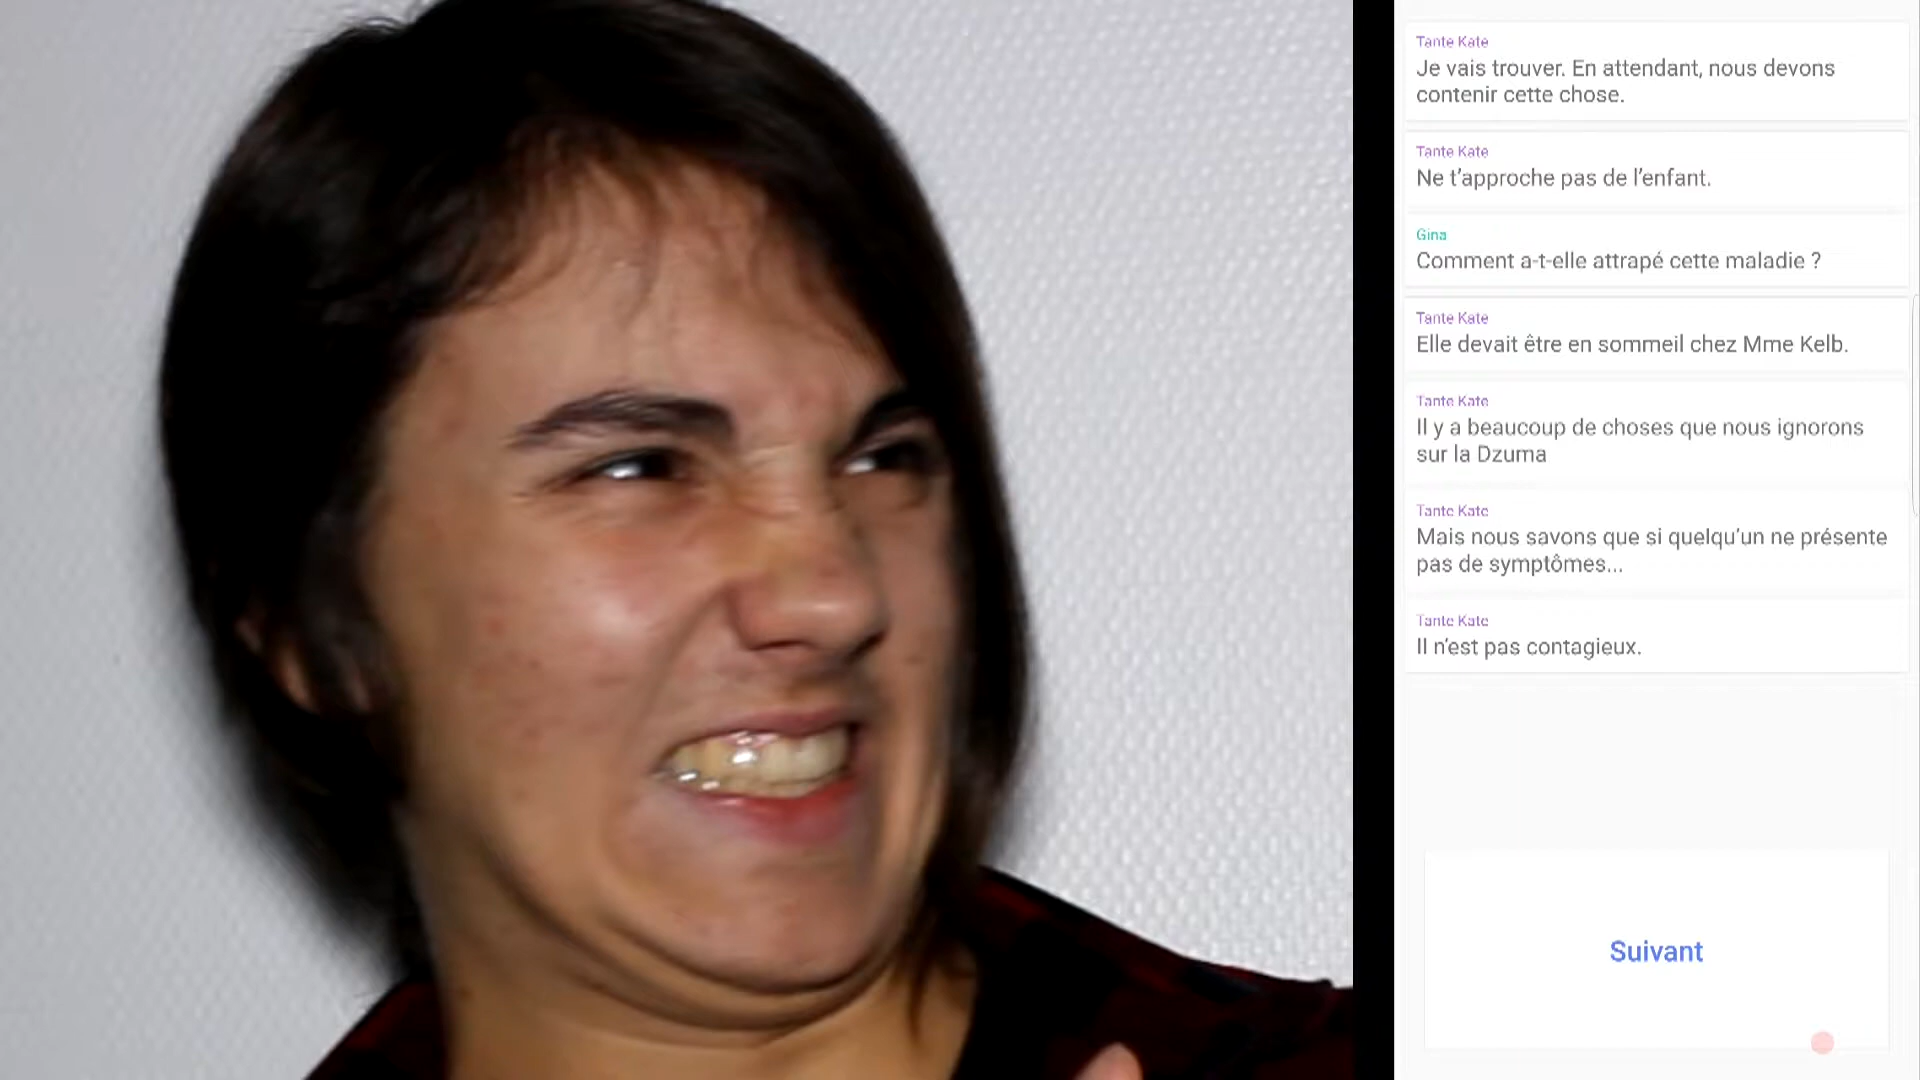 Tante Kate
Je vais trouver. En attendant, nous devons
contenir cette chose.
Tante Kate
Ne t’approche pas de l’enfant.
Gina
Comment a-t-elle attrapé cette maladie ?
Tante Kate
Elle devait être en sommeil chez Mme Kelb.
Tante Kate
Il y a beaucoup de choses que nous ignorons
sur la Dzuma
Tante Kate
Mais nous savons que si quelqu’un ne présente
pas de symptômes...
Tante Kate
Il n’est pas contagieux.
Suivant